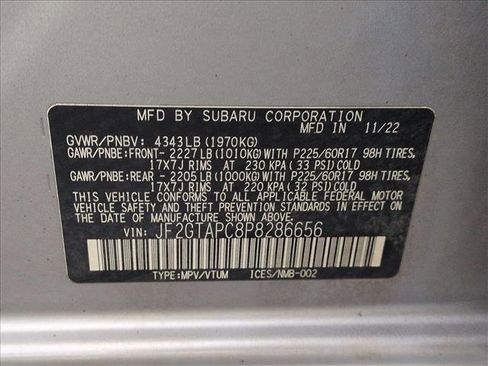 MFD BY SUBARU CORPORATION
MFD IN 11/22
GVWR/PNBV: 4343LB(1970KG)
GAWR/PNBE:FRONT-2227LB(1010KG)WITH P225/60R17 98H TIRES,
17X7J RIMS AT 230 KPA(33 PSI)COLD
GAWR/PNBE:REAR -2205LB(1000KG)WITH P225/60R17 98H TIRES,
17X7J RIMS AT 220 KPA(32 PSI)COLD
THIS VEHICLE CONFORMS TO ALL APPLICABLE FEDERAL MOTOR
VEHICLE SAFETY AND THEFT PREVENTION STANDARDS IN EFFECT
ON THE DATE OF MANUFACTURE SHOWN ABOVE.
VIN: JF2GTAPC8P8286656
TYPE:MPV/VTUM ICES/NMB-002